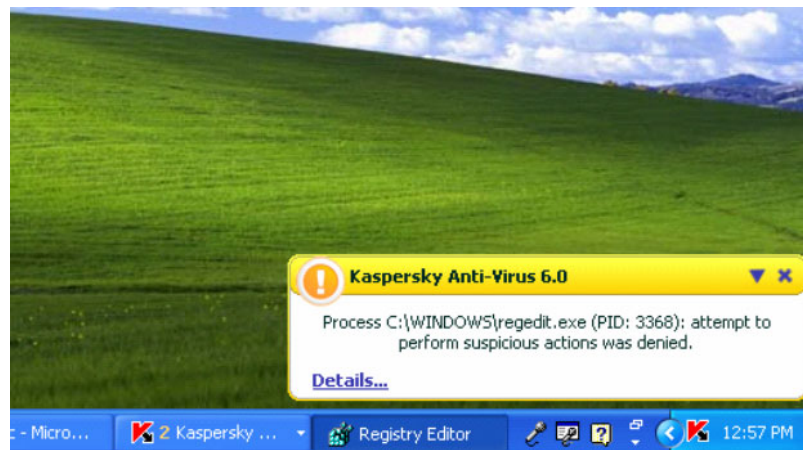 Kaspersky Anti-Virus 6.0
Process C:\WINDOWS\regedit.exe (PID: 3368): attempt to
perform suspicious actions was denied.
Details...
c - Micro...
2 Kaspersky ...
Registry Editor
12:57 PM